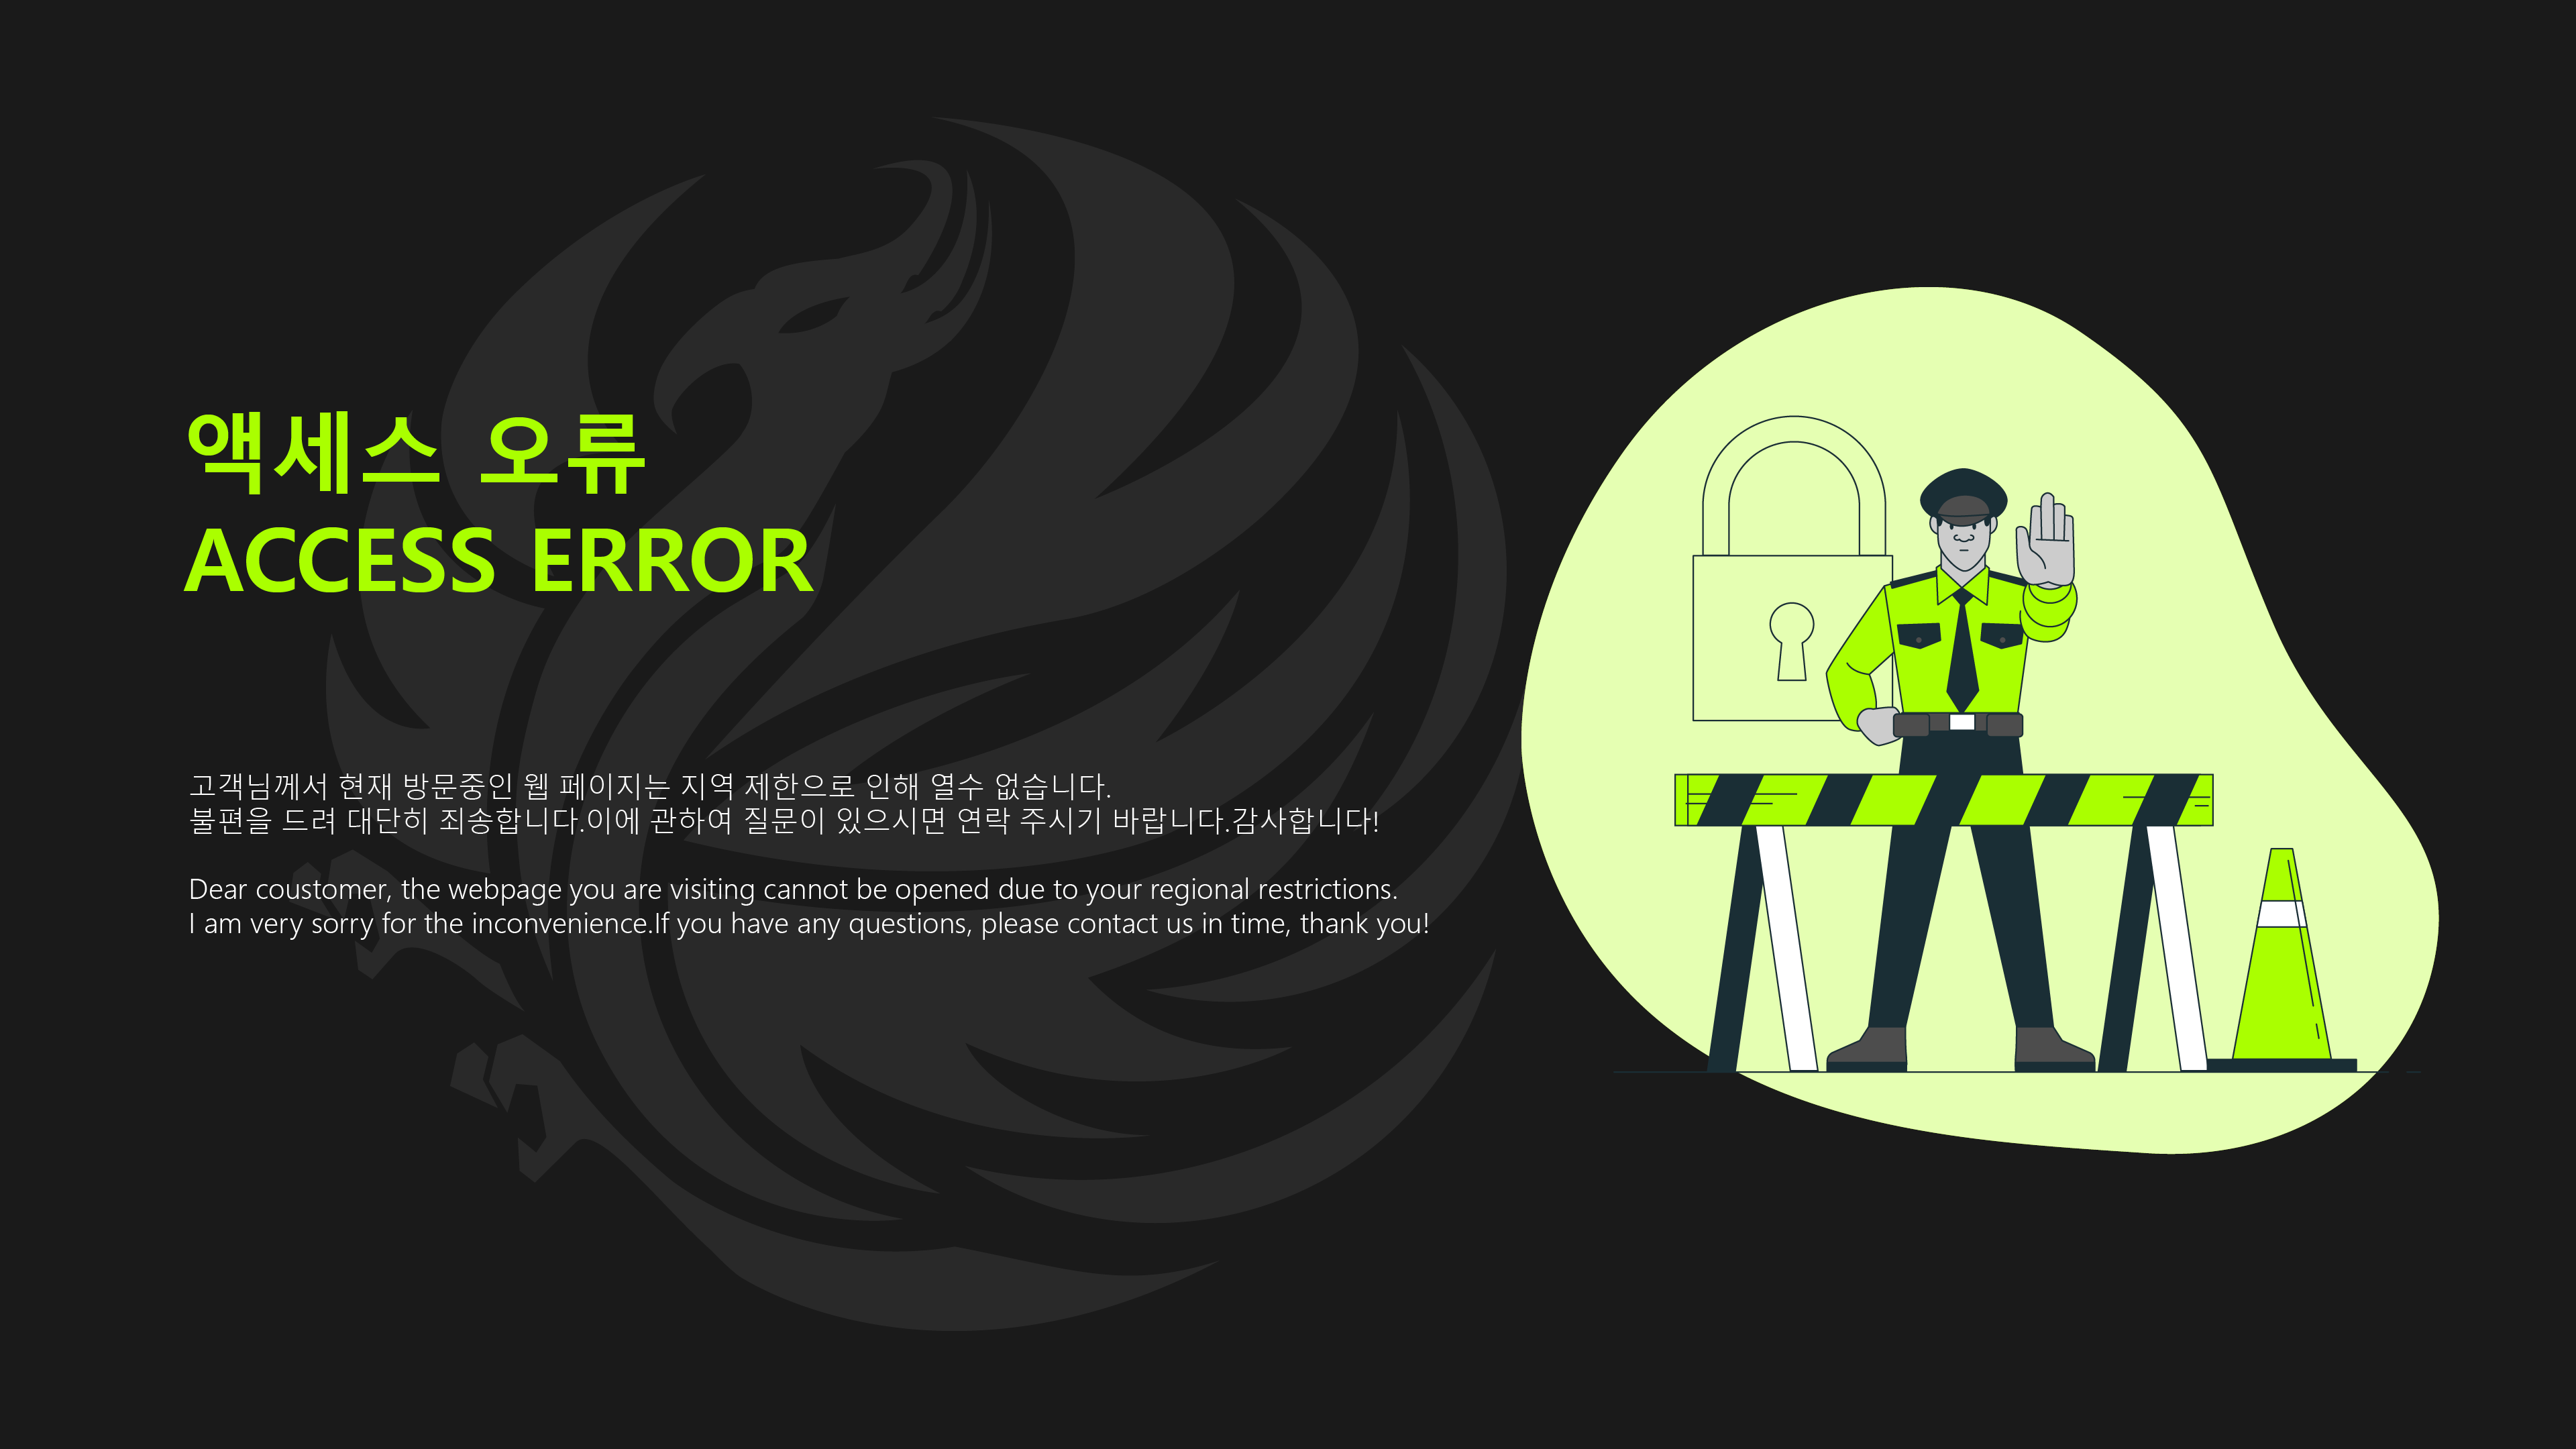 액세스 오류
ACCESS ERROR
고객님께서 현재 방문중인 웹 페이지는 지역 제한으로 인해 열수 없습니다.
불편을 드려 대단히 죄송합니다.이에 관하여 질문이 있으시면 연락 주시기 바랍니다.감사합니다!
Dear coustomer, the webpage you are visiting cannot be opened due to your regional restrictions.
I am very sorry for the inconvenience.If you have any questions, please contact us in time, thank you!